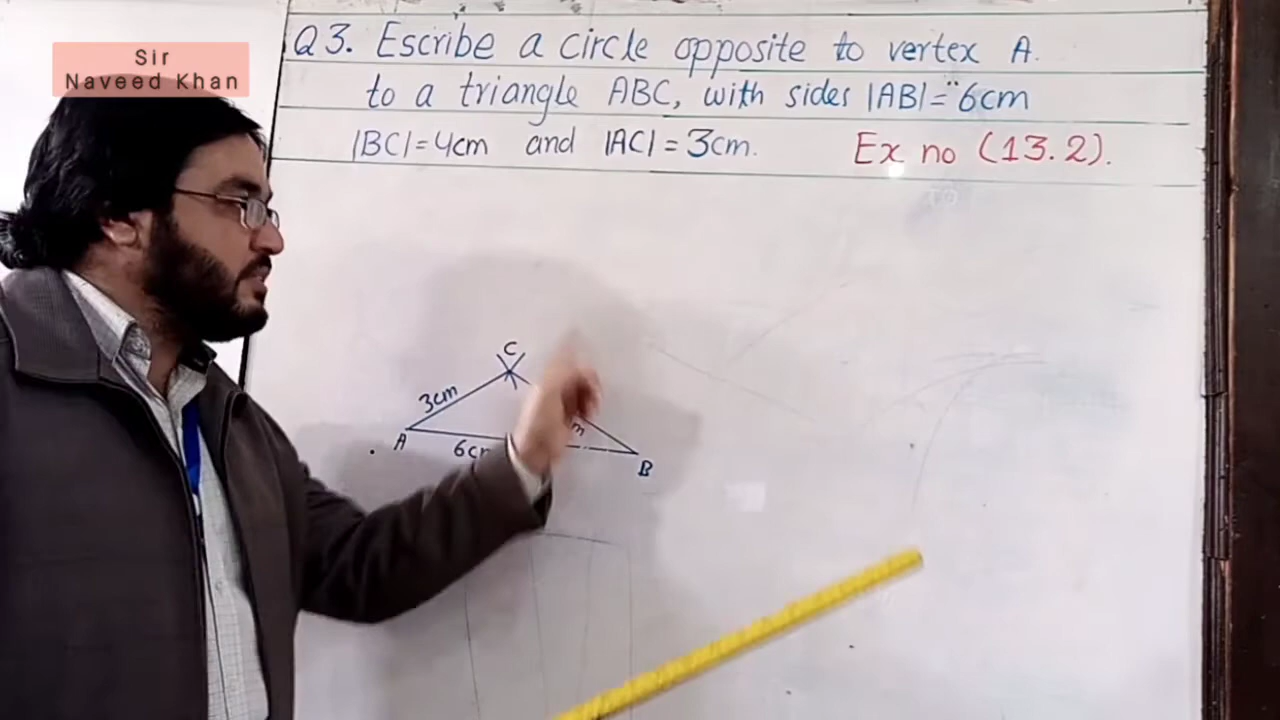 Sir
Naveed Khan
Q3. Escribe a circle opposite to vertex A.
to a triangle ABC, with sides |AB| = 6cm
|BC| = 4cm and |AC| = 3cm. Ex no (13.2).
C
3cm
A
B